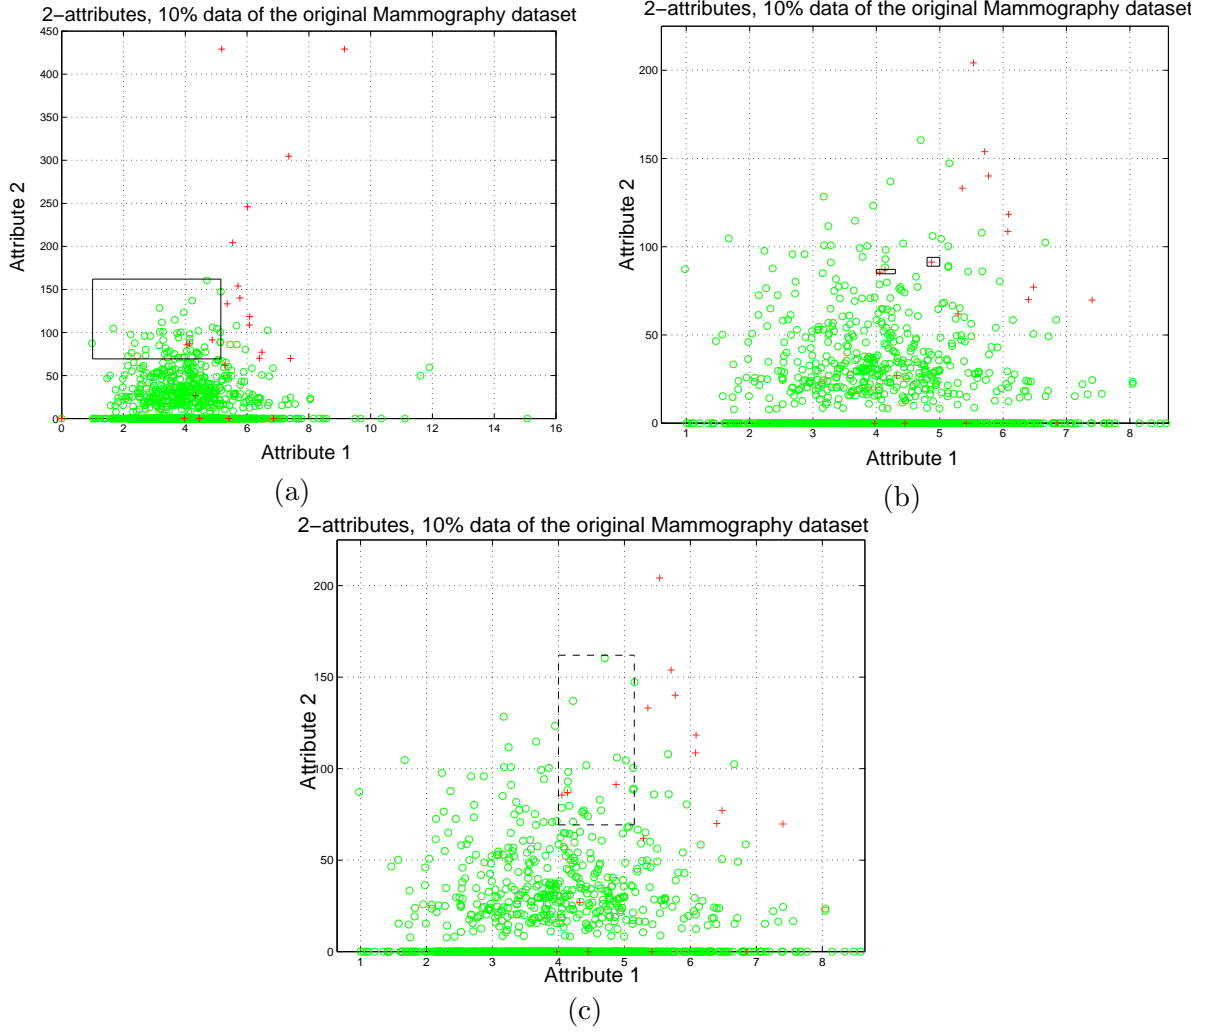 2−attributes, 10% data of the original Mammography dataset
450
400
350
300
250
200
150
100
50
0
0 2 4 6 8 10 12 14 16
Attribute 2
Attribute 1
(a)
2−attributes, 10% data of the original Mammography dataset
200
150
100
50
0
1 2 3 4 5 6 7 8
Attribute 2
Attribute 1
(b)
2−attributes, 10% data of the original Mammography dataset
200
150
100
50
0
1 2 3 4 5 6 7 8
Attribute 2
Attribute 1
(c)